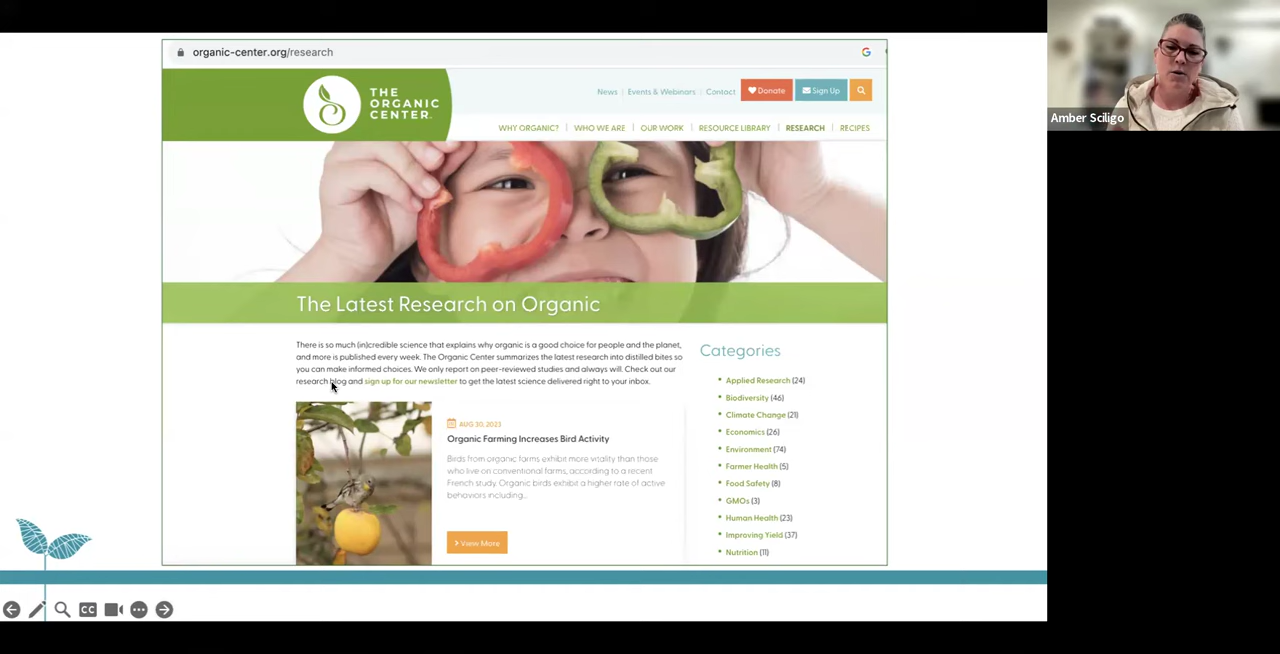 organic-center.org/research
THE
ORGANIC
CENTER
News | Events & Webinars | Contact
Donate
Sign Up
WHY ORGANIC? | WHO WE ARE | OUR WORK | RESOURCE LIBRARY | RESEARCH | RECIPES
The Latest Research on Organic
There is so much (in)credible science that explains why organic is a good choice for people and the planet,
and more is published every week. The Organic Center summarizes the latest research into distilled bites so
you can make informed choices. We only report on peer-reviewed studies and always will. Check out our
research blog and sign up for our newsletter to get the latest science delivered right to your inbox.
AUG 30, 2023
Organic Farming Increases Bird Activity
Birds from organic farms exhibit more vitality than those
who live on conventional farms, according to a recent
French study. Organic birds exhibit a higher rate of active
behaviors including...
View More
Categories
Applied Research (24)
Biodiversity (46)
Climate Change (21)
Economics (26)
Environment (74)
Farmer Health (5)
Food Safety (8)
GMOs (3)
Human Health (23)
Improving Yield (37)
Nutrition (11)
CC
Amber Sciligo